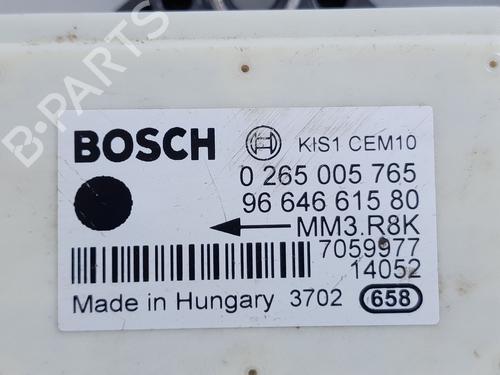 B-PARTS
BOSCH KIS1 CEM10
0 265 005 765
96 646 615 80
MM3.R8K
7059977
14052
Made in Hungary 3702 658